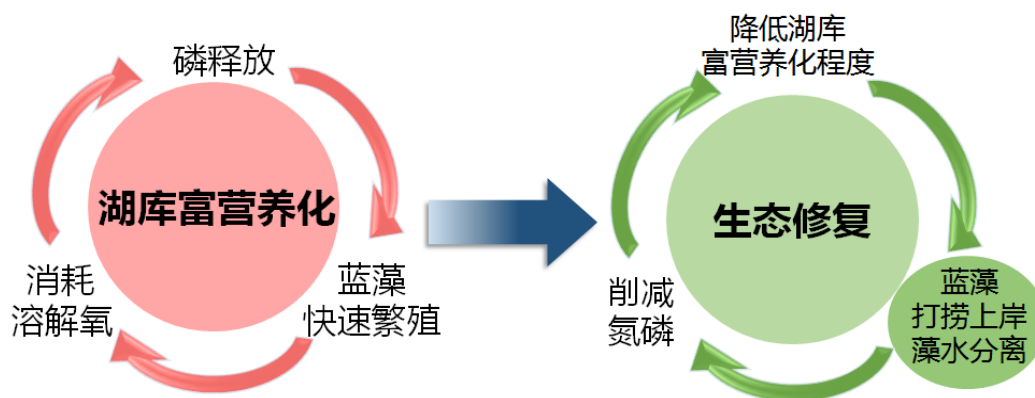 磷释放
湖库富营养化
消耗
溶解氧
蓝藻
快速繁殖
降低湖库
富营养化程度
生态修复
削减
氮磷
蓝藻
打捞上岸
藻水分离